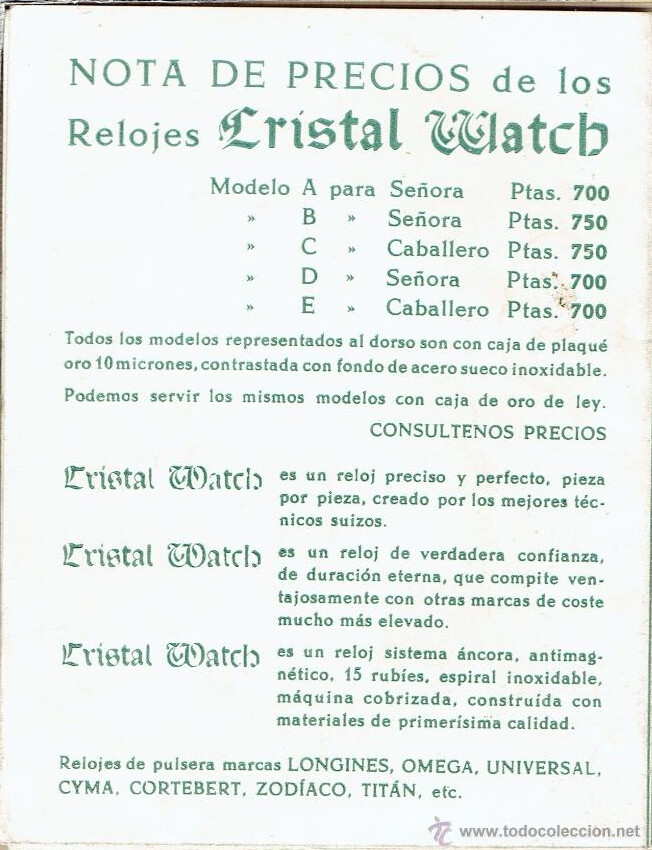 NOTA DE PRECIOS de los
Relojes Cristal Watch
Modelo A para Señora Ptas. 700
» B » Señora Ptas. 750
» C » Caballero Ptas. 750
» D » Señora Ptas. 700
» E » Caballero Ptas. 700
Todos los modelos representados al dorso son con caja de plaqué
oro 10 micrones, contrastada con fondo de acero sueco inoxidable.
Podemos servir los mismos modelos con caja de oro de ley.
CONSULTENOS PRECIOS
Cristal Watch es un reloj preciso y perfecto, pieza
por pieza, creado por los mejores téc-
nicos suizos.
Cristal Watch es un reloj de verdadera confianza,
de duración eterna, que compite ven-
tajosamente con otras marcas de coste
mucho más elevado.
Cristal Watch es un reloj sistema áncora, antimag-
nético, 15 rubíes, espiral inoxidable,
máquina cobrizada, construída con
materiales de primerísima calidad.
Relojes de pulsera marcas LONGINES, OMEGA, UNIVERSAL,
CYMA, CORTEBERT, ZODÍACO, TITÁN, etc.
www.todocoleccion.net